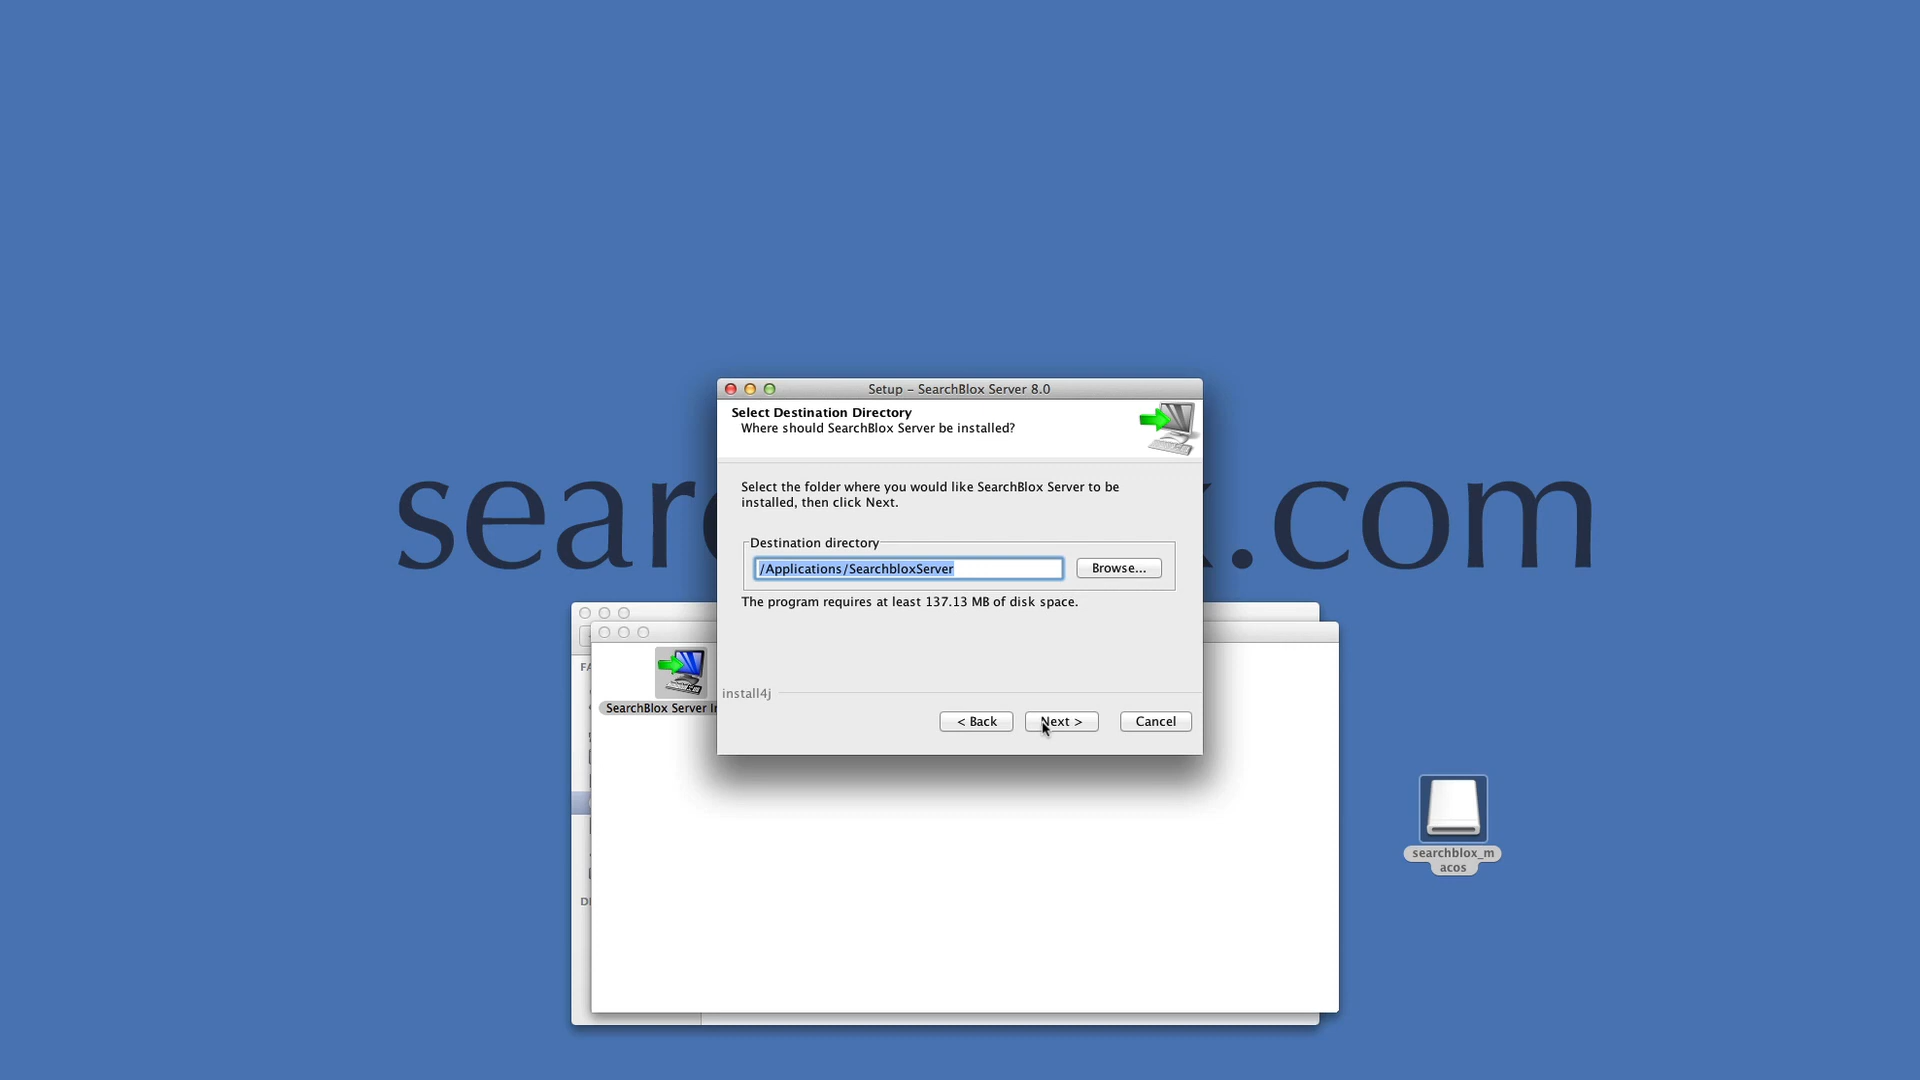 Setup – SearchBlox Server 8.0
Select Destination Directory
Where should SearchBlox Server be installed?
Select the folder where you would like SearchBlox Server to be
installed, then click Next.
Destination directory
/Applications/SearchbloxServer
Browse...
The program requires at least 137.13 MB of disk space.
install4j
< Back
Next >
Cancel
sear
.com
FA
SearchBlox Server In
searchblox_m
acos